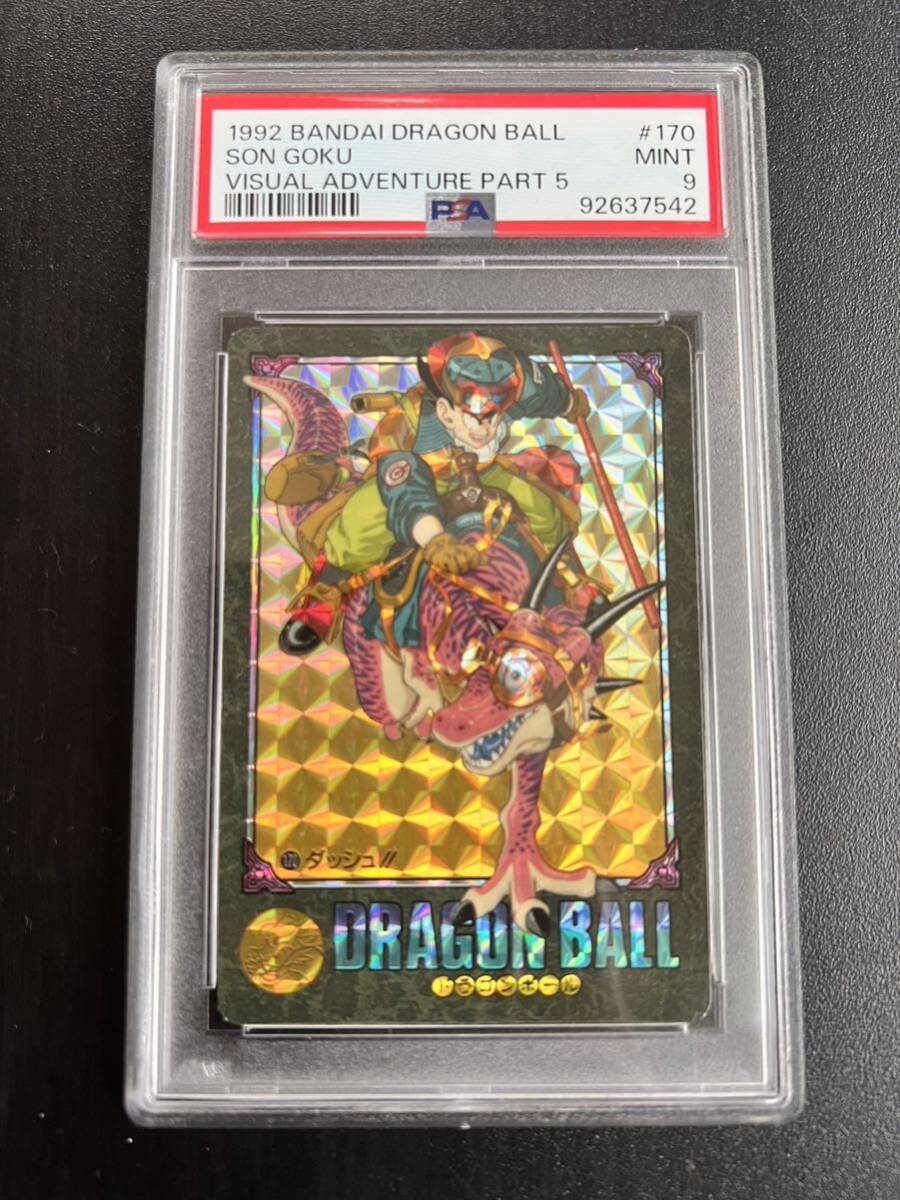 1992 BANDAI DRAGON BALL #170
SON GOKU MINT
VISUAL ADVENTURE PART 5 9
PSA 92637542
170 ダッシュ!!
DRAGON BALL
ドラゴンボール